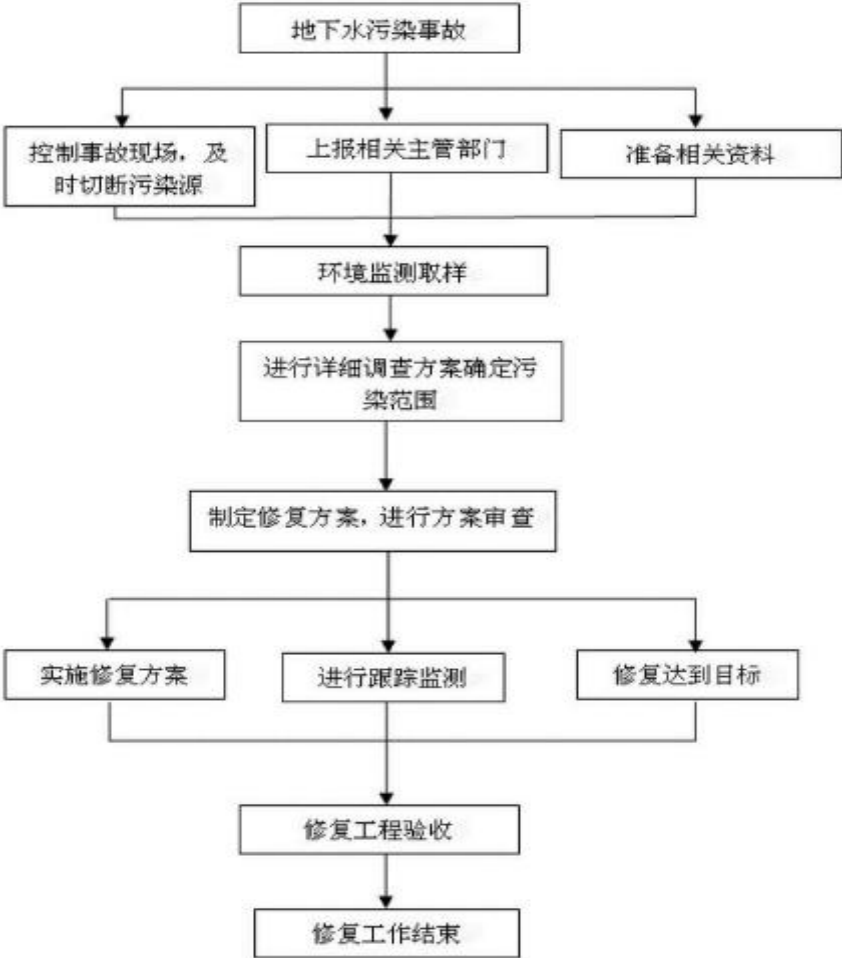 地下水污染事故
控制事故现场，及
时切断污染源
上报相关主管部门
准备相关资料
环境监测取样
进行详细调查方案确定污
染范围
制定修复方案，进行方案审查
实施修复方案
进行跟踪监测
修复达到目标
修复工程验收
修复工作结束